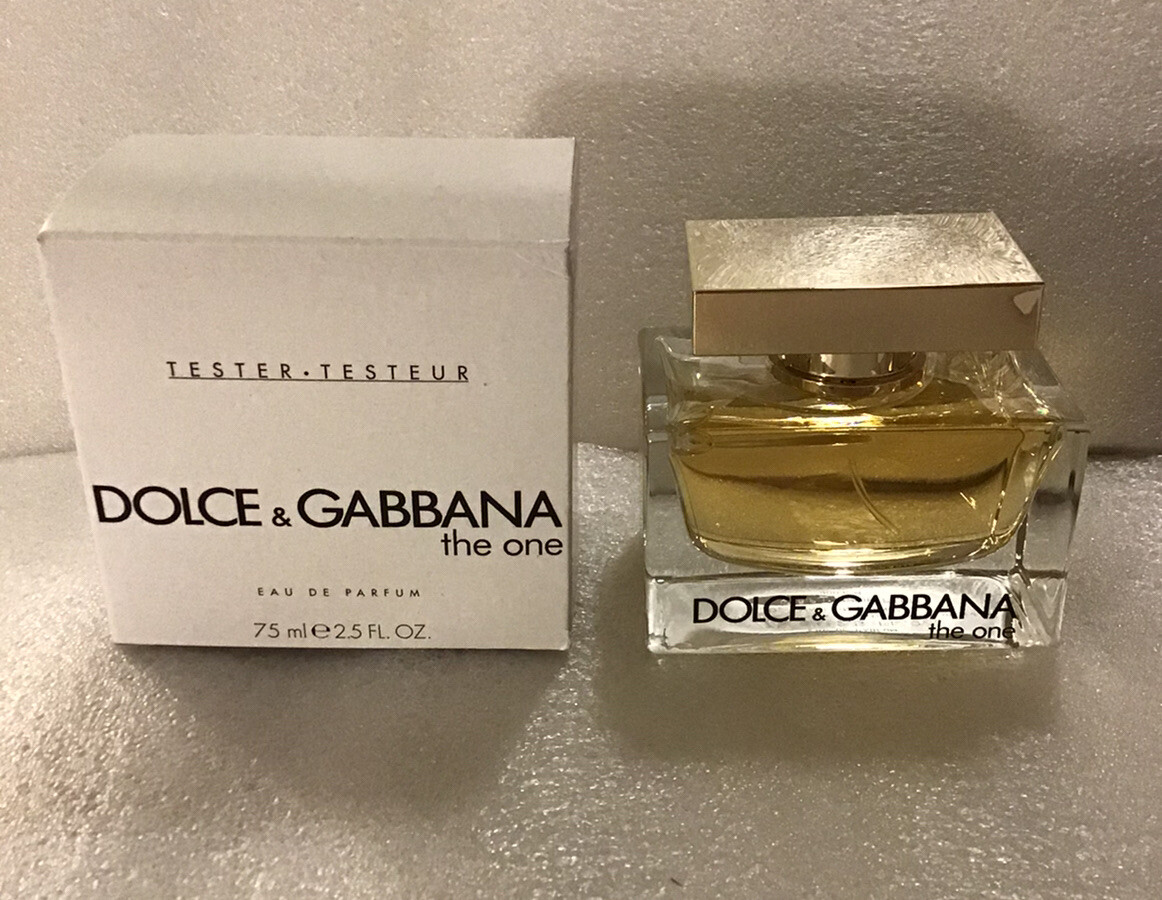 TESTER·TESTEUR
DOLCE & GABBANA
the one
EAU DE PARFUM
75 ml ℮ 2.5 FL. OZ.
DOLCE & GABBANA
the one